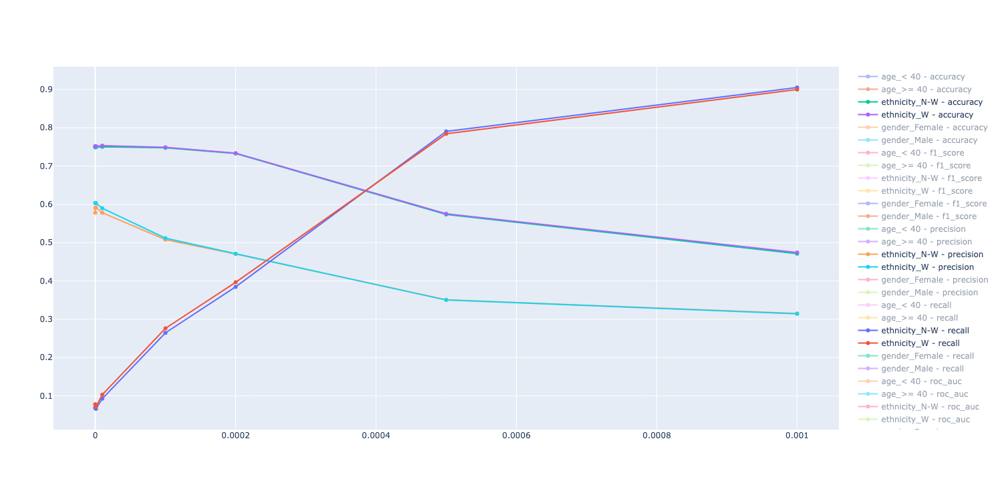 0.9
0.8
0.7
0.6
0.5
0.4
0.3
0.2
0.1
0 0.0002 0.0004 0.0006 0.0008 0.001
age_< 40 - accuracy
age_>= 40 - accuracy
ethnicity_N-W - accuracy
ethnicity_W - accuracy
gender_Female - accuracy
gender_Male - accuracy
age_< 40 - f1_score
age_>= 40 - f1_score
ethnicity_N-W - f1_score
ethnicity_W - f1_score
gender_Female - f1_score
gender_Male - f1_score
age_< 40 - precision
age_>= 40 - precision
ethnicity_N-W - precision
ethnicity_W - precision
gender_Female - precision
gender_Male - precision
age_< 40 - recall
age_>= 40 - recall
ethnicity_N-W - recall
ethnicity_W - recall
gender_Female - recall
gender_Male - recall
age_< 40 - roc_auc
age_>= 40 - roc_auc
ethnicity_N-W - roc_auc
ethnicity_W - roc_auc